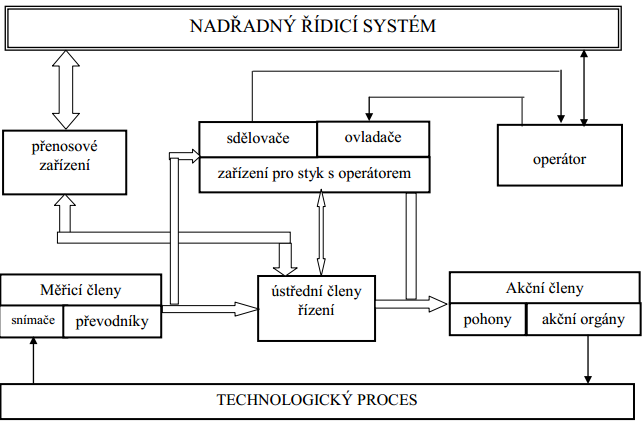 NADŘADNÝ ŘÍDICÍ SYSTÉM
přenosové
zařízení
sdělovače
ovladače
zařízení pro styk s operátorem
operátor
Měřicí členy
snímače
převodníky
ústřední členy
řízení
Akční členy
pohony
akční orgány
TECHNOLOGICKÝ PROCES